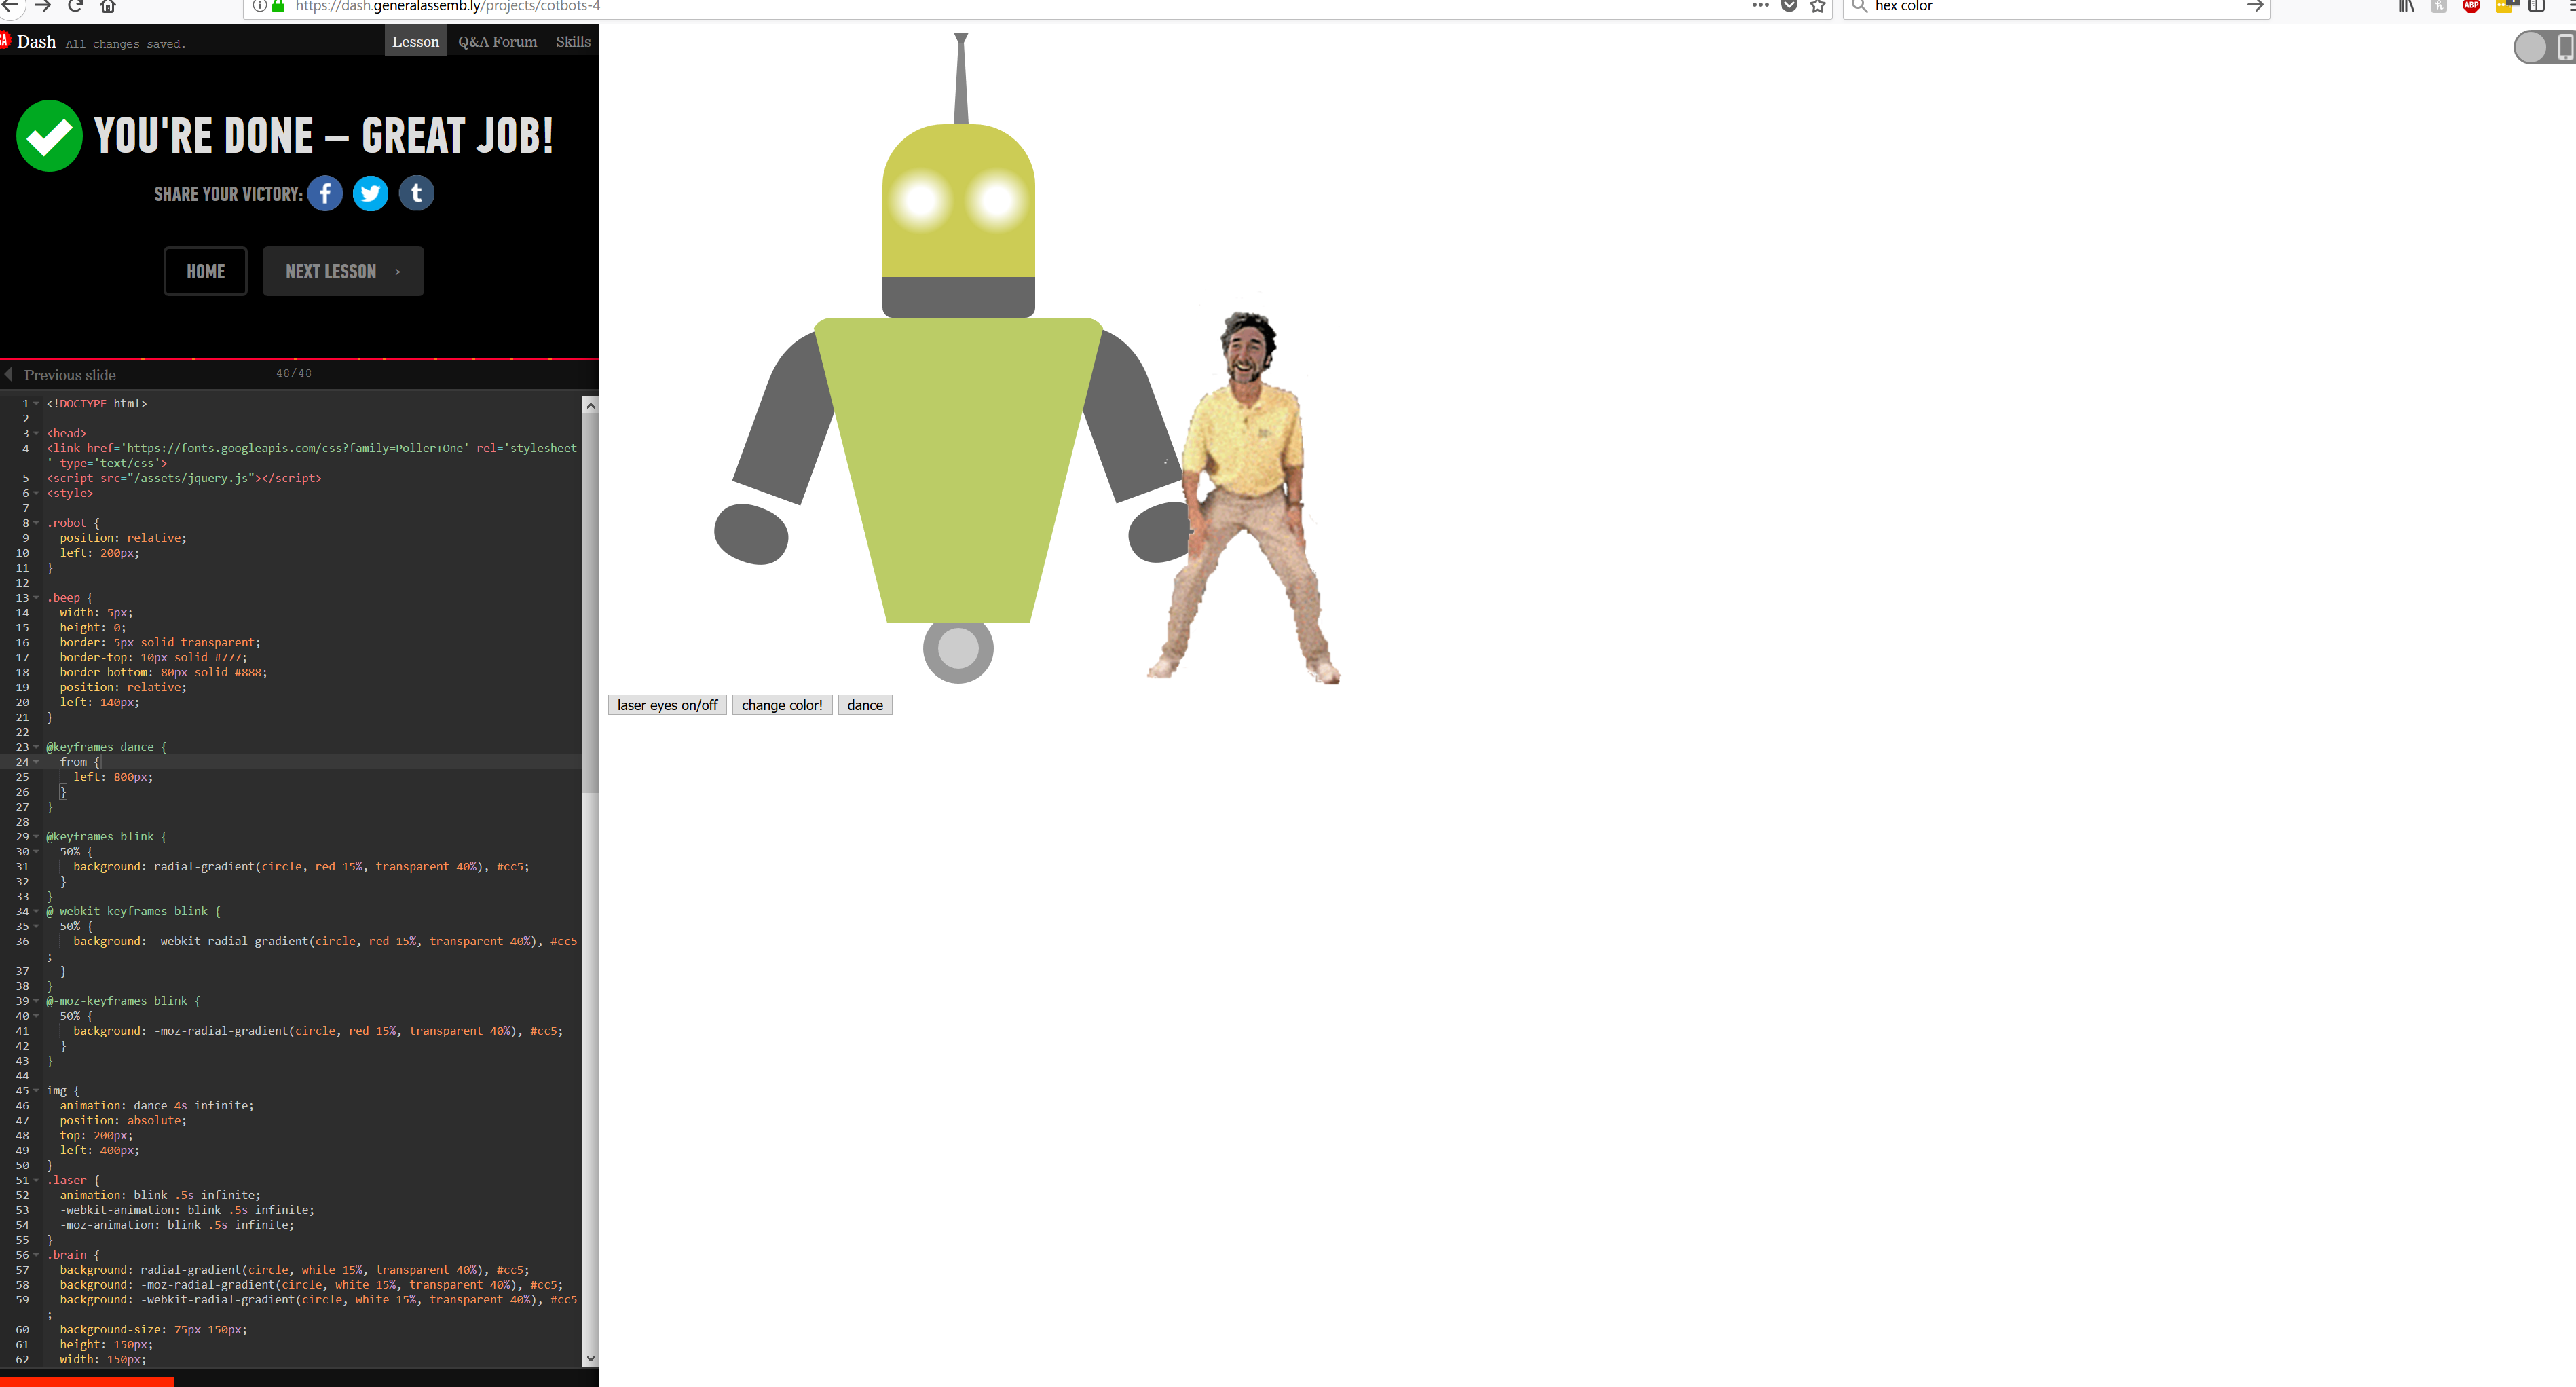 https://dash.generalassemb.ly/projects/cotbots-4
hex color
ABP
GA Dash All changes saved.
Lesson Q&A Forum Skills
YOU'RE DONE — GREAT JOB!
SHARE YOUR VICTORY: f t
HOME NEXT LESSON →
Previous slide 48/48
1 <!DOCTYPE html>
2
3 <head>
4 <link href='https://fonts.googleapis.com/css?family=Poller+One' rel='stylesheet
' type='text/css'>
5 <script src="/assets/jquery.js"></script>
6 <style>
7
8 .robot {
9 position: relative;
10 left: 200px;
11 }
12
13 .beep {
14 width: 5px;
15 height: 0;
16 border: 5px solid transparent;
17 border-top: 10px solid #777;
18 border-bottom: 80px solid #888;
19 position: relative;
20 left: 140px;
21 }
22
23 @keyframes dance {
24 from {
25 left: 800px;
26 }
27 }
28
29 @keyframes blink {
30 50% {
31 background: radial-gradient(circle, red 15%, transparent 40%), #cc5;
32 }
33 }
34 @-webkit-keyframes blink {
35 50% {
36 background: -webkit-radial-gradient(circle, red 15%, transparent 40%), #cc5
;
37 }
38 }
39 @-moz-keyframes blink {
40 50% {
41 background: -moz-radial-gradient(circle, red 15%, transparent 40%), #cc5;
42 }
43 }
44
45 img {
46 animation: dance 4s infinite;
47 position: absolute;
48 top: 200px;
49 left: 400px;
50 }
51 .laser {
52 animation: blink .5s infinite;
53 -webkit-animation: blink .5s infinite;
54 -moz-animation: blink .5s infinite;
55 }
56 .brain {
57 background: radial-gradient(circle, white 15%, transparent 40%), #cc5;
58 background: -moz-radial-gradient(circle, white 15%, transparent 40%), #cc5;
59 background: -webkit-radial-gradient(circle, white 15%, transparent 40%), #cc5
;
60 background-size: 75px 150px;
61 height: 150px;
62 width: 150px;
laser eyes on/off change color! dance